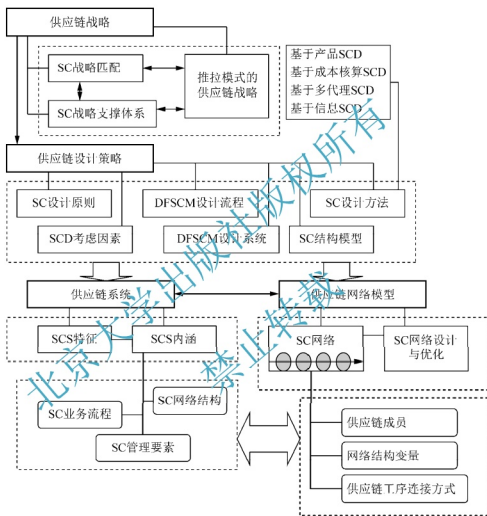 供应链战略
SC战略匹配
SC战略支撑体系
推拉模式的
供应链战略
基于产品SCD
基于成本核算SCD
基于多代理SCD
基于信息SCD
供应链设计策略
SC设计原则
DFSCM设计流程
SC设计方法
SCD考虑因素
DFSCM设计系统
SC结构模型
供应链系统
供应链网络模型
SCS特征
SCS内涵
SC网络
SC网络设计
与优化
SC网络结构
SC业务流程
SC管理要素
供应链成员
网络结构变量
供应链工序连接方式
北京大学出版社版权所有
禁止转载